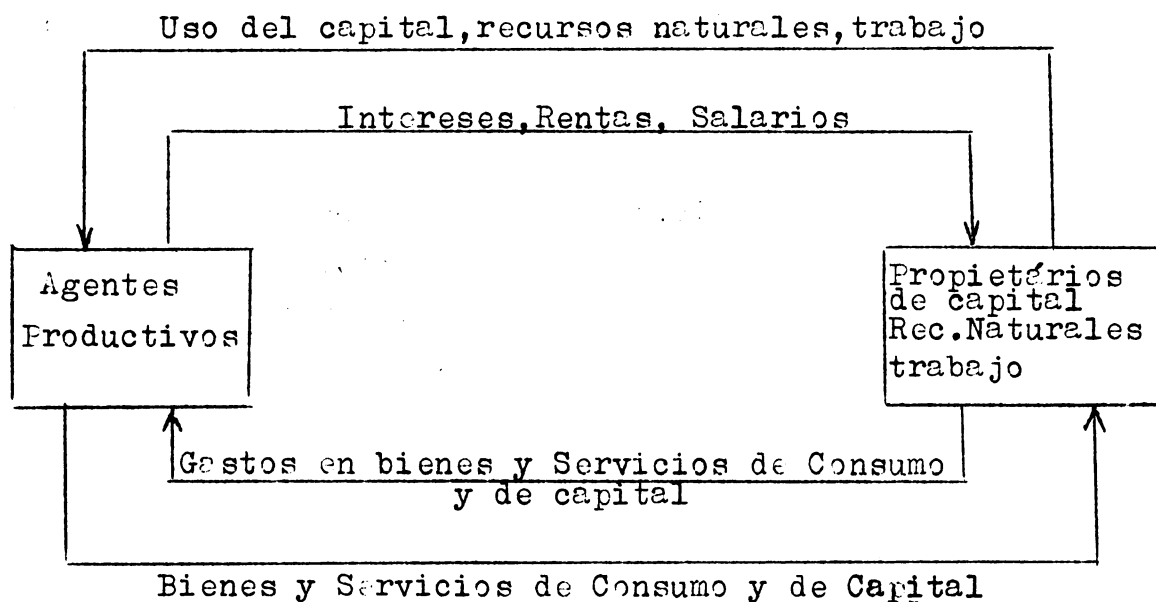 Uso del capital,recursos naturales,trabajo
Intereses,Rentas, Salarios
Agentes
Productivos
Propietários
de capital
Rec.Naturales
trabajo
Gastos en bienes y Servicios de Consumo
y de capital
Bienes y Servicios de Consumo y de Capital